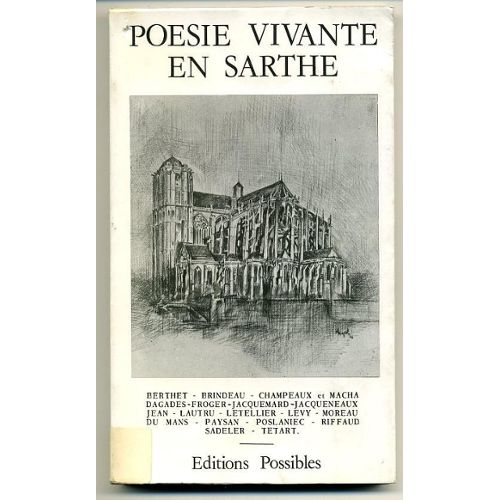 POESIE VIVANTE
EN SARTHE
BERTHET - BRINDEAU - CHAMPEAUX et MACHA
DAGADES-FROGER-JACQUEMARD-JACQUENEAUX
JEAN - LAUTRU - LETELLIER - LÉVY - MOREAU
DU MANS - PAYSAN - POSLANIEC - RIFFAUD
SADELER - TETART.
Editions Possibles